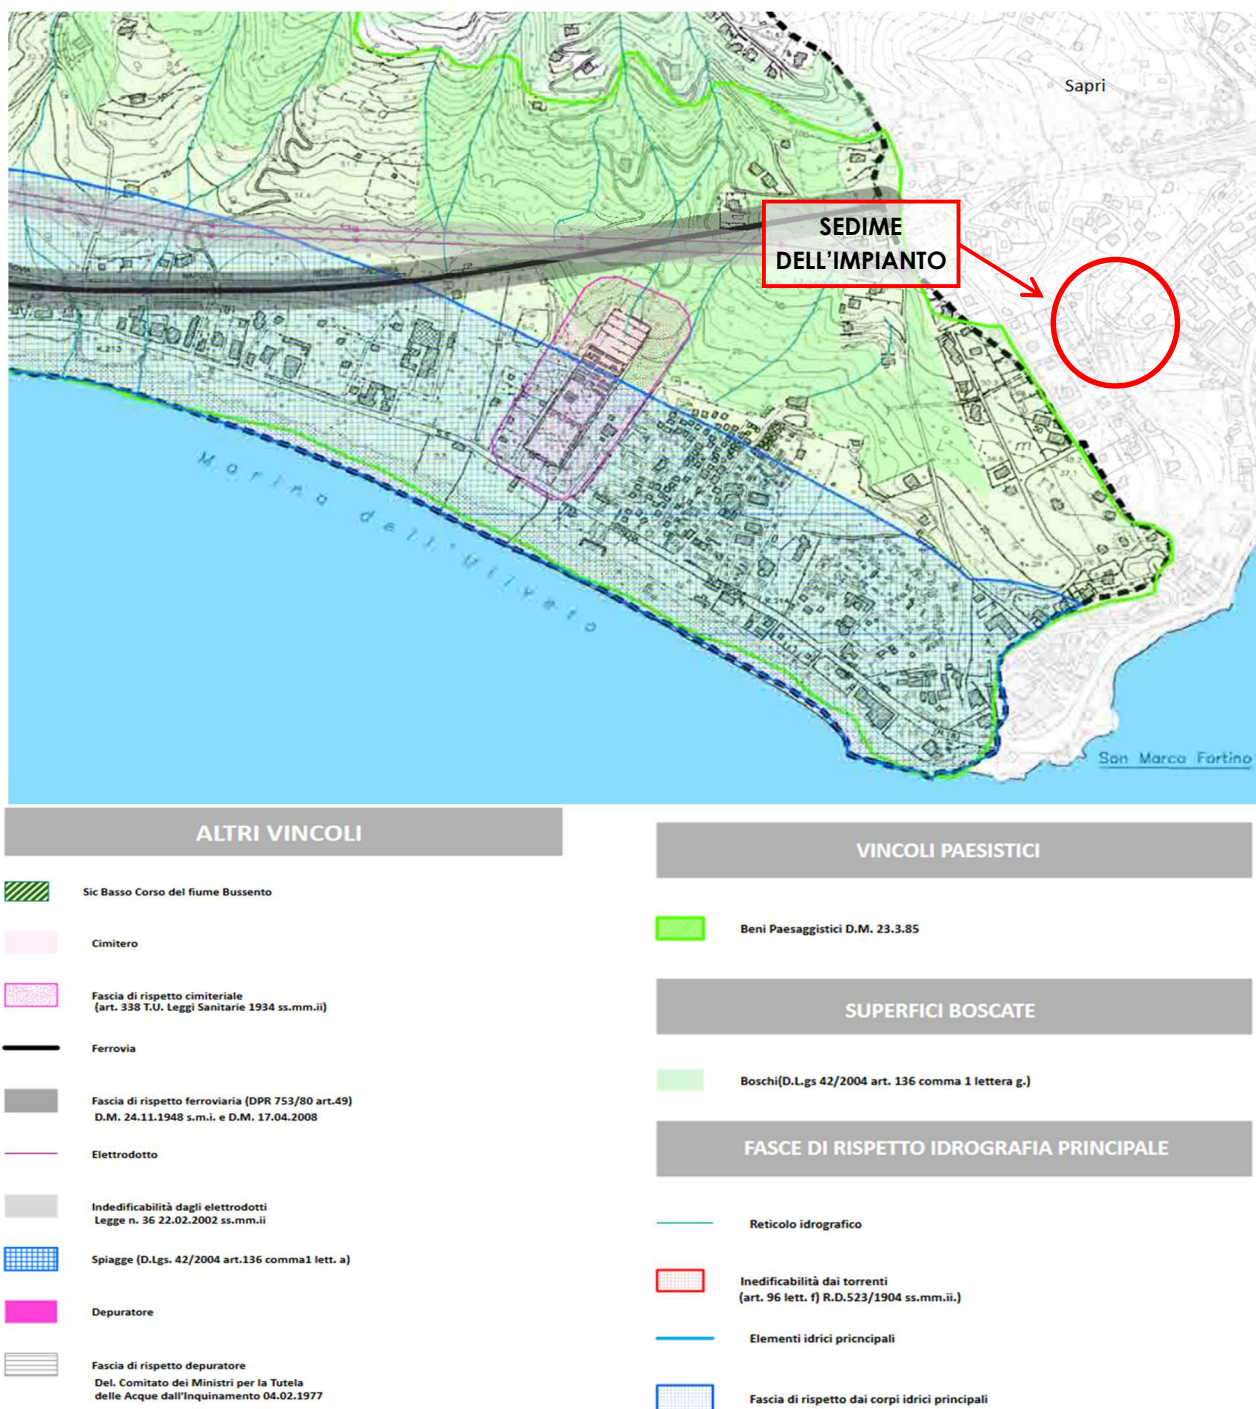 Sapri
SEDIME
DELL'IMPIANTO
K.213
Marina dell'Uliveto
San Marco Fortino
ALTRI VINCOLI
Sic Basso Corso del fiume Bussento
Cimitero
Fascia di rispetto cimiteriale
(art. 338 T.U. Leggi Sanitarie 1934 ss.mm.ii)
Ferrovia
Fascia di rispetto ferroviaria (DPR 753/80 art.49)
D.M. 24.11.1948 s.m.i. e D.M. 17.04.2008
Elettrodotto
Indedificabilità dagli elettrodotti
Legge n. 36 22.02.2002 ss.mm.ii
Spiagge (D.Lgs. 42/2004 art.136 comma1 lett. a)
Depuratore
Fascia di rispetto depuratore
Del. Comitato dei Ministri per la Tutela
delle Acque dall'Inquinamento 04.02.1977
VINCOLI PAESISTICI
Beni Paesaggistici D.M. 23.3.85
SUPERFICI BOSCATE
Boschi(D.L.gs 42/2004 art. 136 comma 1 lettera g.)
FASCE DI RISPETTO IDROGRAFIA PRINCIPALE
Reticolo idrografico
Inedificabilità dai torrenti
(art. 96 lett. f) R.D.523/1904 ss.mm.ii.)
Elementi idrici pricncipali
Fascia di rispetto dai corpi idrici principali